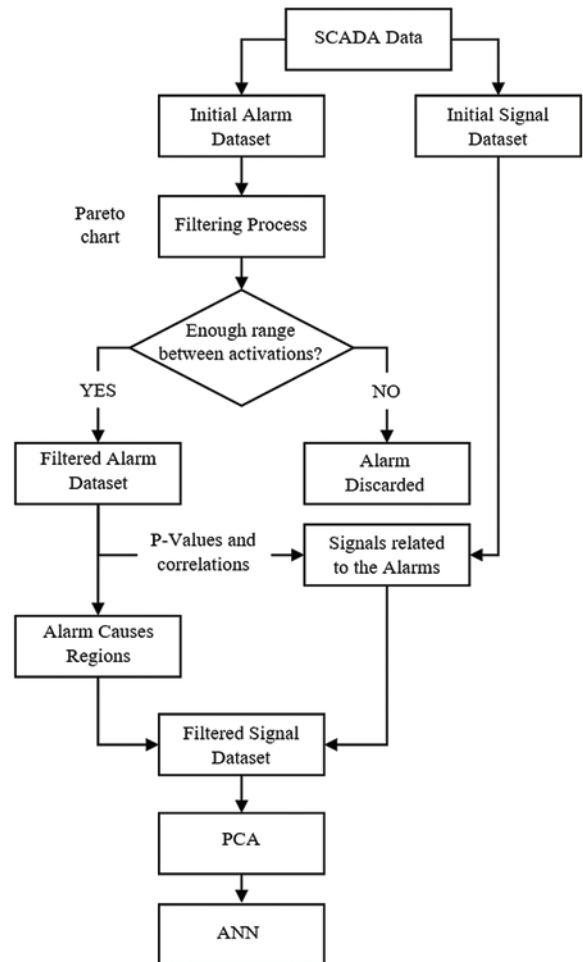 SCADA Data
Initial Alarm
Dataset
Initial Signal
Dataset
Pareto
chart
Filtering Process
Enough range
between activations?
YES
NO
Filtered Alarm
Dataset
Alarm
Discarded
P-Values and
correlations
Signals related
to the Alarms
Alarm Causes
Regions
Filtered Signal
Dataset
PCA
ANN